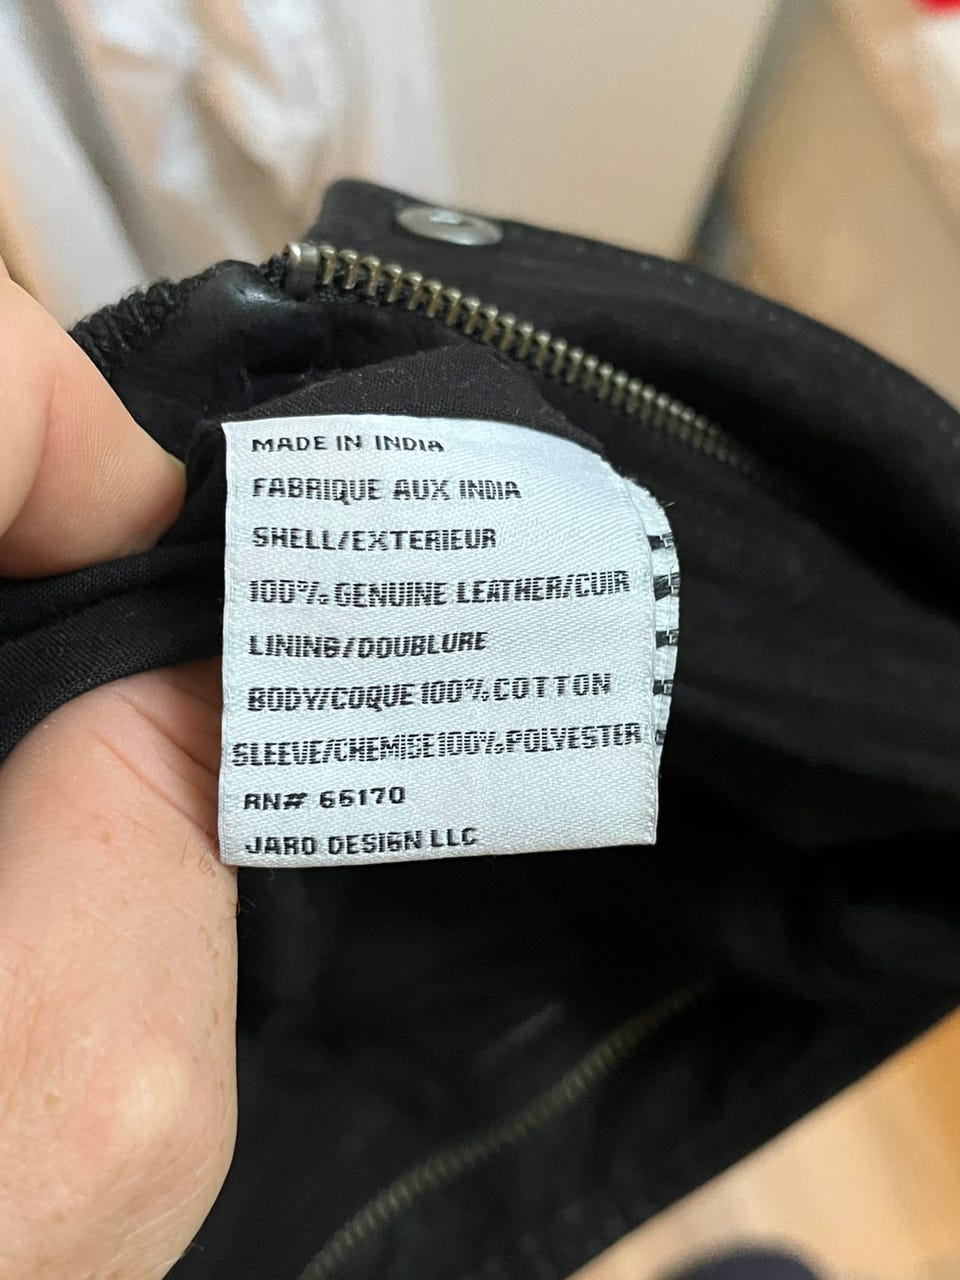 MADE IN INDIA
FABRIQUE AUX INDIA
SHELL/EXTERIEUR
100% GENUINE LEATHER/CUIR
LINING/DOUBLURE
BODY/COQUE 100% COTTON
SLEEVE/CHEMISE 100% POLYESTER
RN# 66170
JARO DESIGN LLC